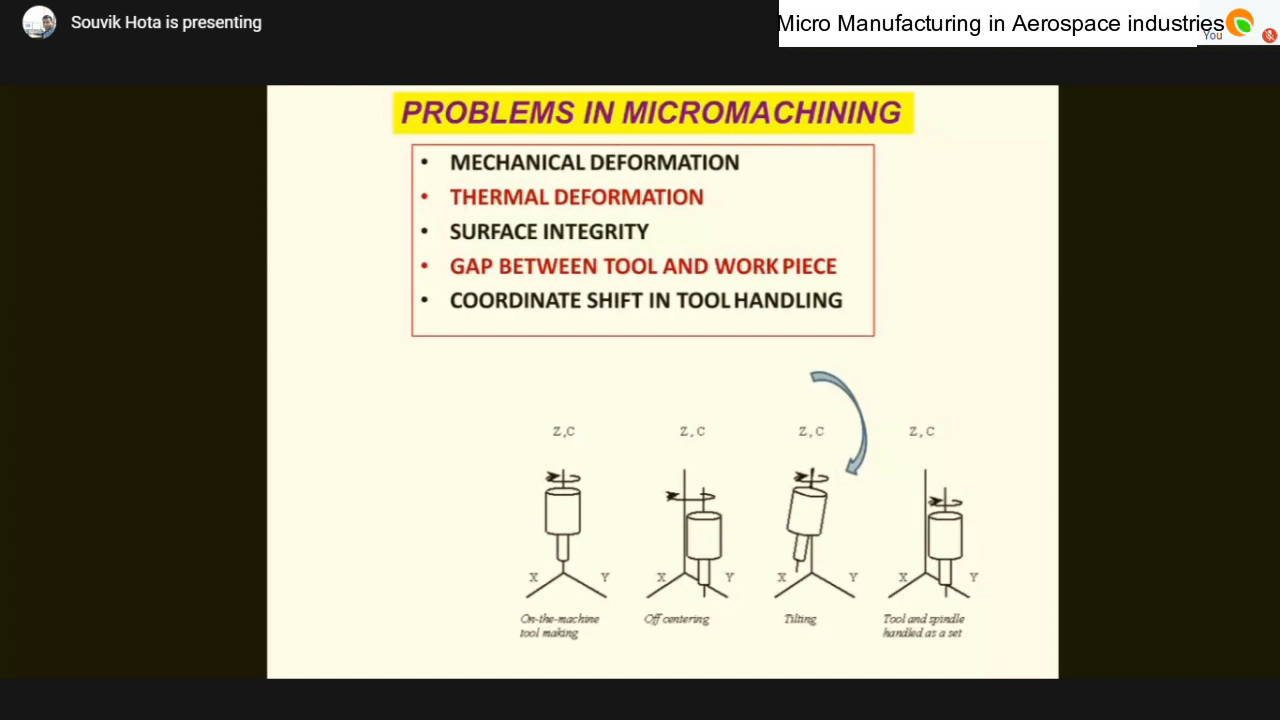 Souvik Hota is presenting
Micro Manufacturing in Aerospace industries
You
PROBLEMS IN MICROMACHINING
• MECHANICAL DEFORMATION
• THERMAL DEFORMATION
• SURFACE INTEGRITY
• GAP BETWEEN TOOL AND WORK PIECE
• COORDINATE SHIFT IN TOOL HANDLING
Z,C Z,C Z,C Z,C
X Y X Y X Y X Y
On-the-machine
tool making
Off centering
Tilting
Tool and spindle
handled as a set